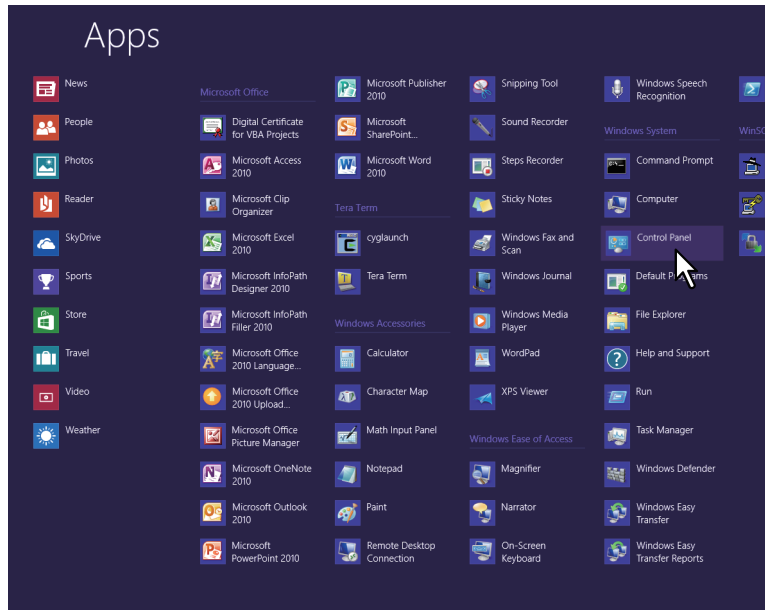 Apps
News
People
Photos
Reader
SkyDrive
Sports
Store
Travel
Video
Weather
Microsoft Office
Digital Certificate
for VBA Projects
Microsoft Access
2010
Microsoft Clip
Organizer
Microsoft Excel
2010
Microsoft InfoPath
Designer 2010
Microsoft InfoPath
Filler 2010
Microsoft Office
2010 Language...
Microsoft Office
2010 Upload...
Microsoft Office
Picture Manager
Microsoft OneNote
2010
Microsoft Outlook
2010
Microsoft
PowerPoint 2010
Microsoft Publisher
2010
Microsoft
SharePoint...
Microsoft Word
2010
Tera Term
cyglaunch
Tera Term
Windows Accessories
Calculator
Character Map
Math Input Panel
Notepad
Paint
Remote Desktop
Connection
Snipping Tool
Sound Recorder
Steps Recorder
Sticky Notes
Windows Fax and
Scan
Windows Journal
Windows Media
Player
WordPad
XPS Viewer
Windows Ease of Access
Magnifier
Narrator
On-Screen
Keyboard
Windows Speech
Recognition
Windows System
Command Prompt
Computer
Control Panel
Default Programs
File Explorer
Help and Support
Run
Task Manager
Windows Defender
Windows Easy
Transfer
Windows Easy
Transfer Reports